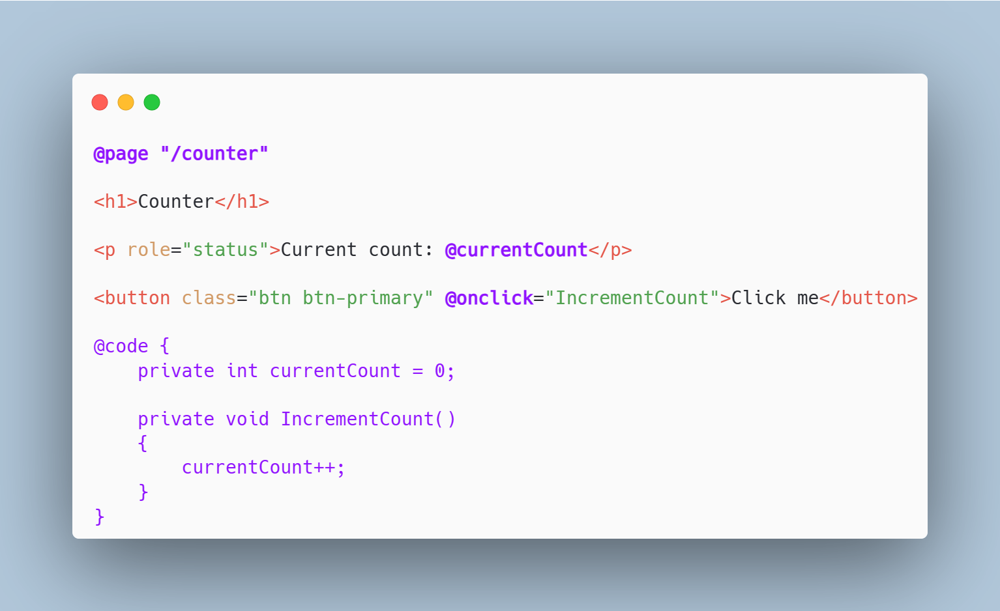 @page "/counter"
<h1>Counter</h1>
<p role="status">Current count: @currentCount</p>
<button class="btn btn-primary" @onclick="IncrementCount">Click me</button>
@code {
    private int currentCount = 0;
    private void IncrementCount()
    {
        currentCount++;
    }
}